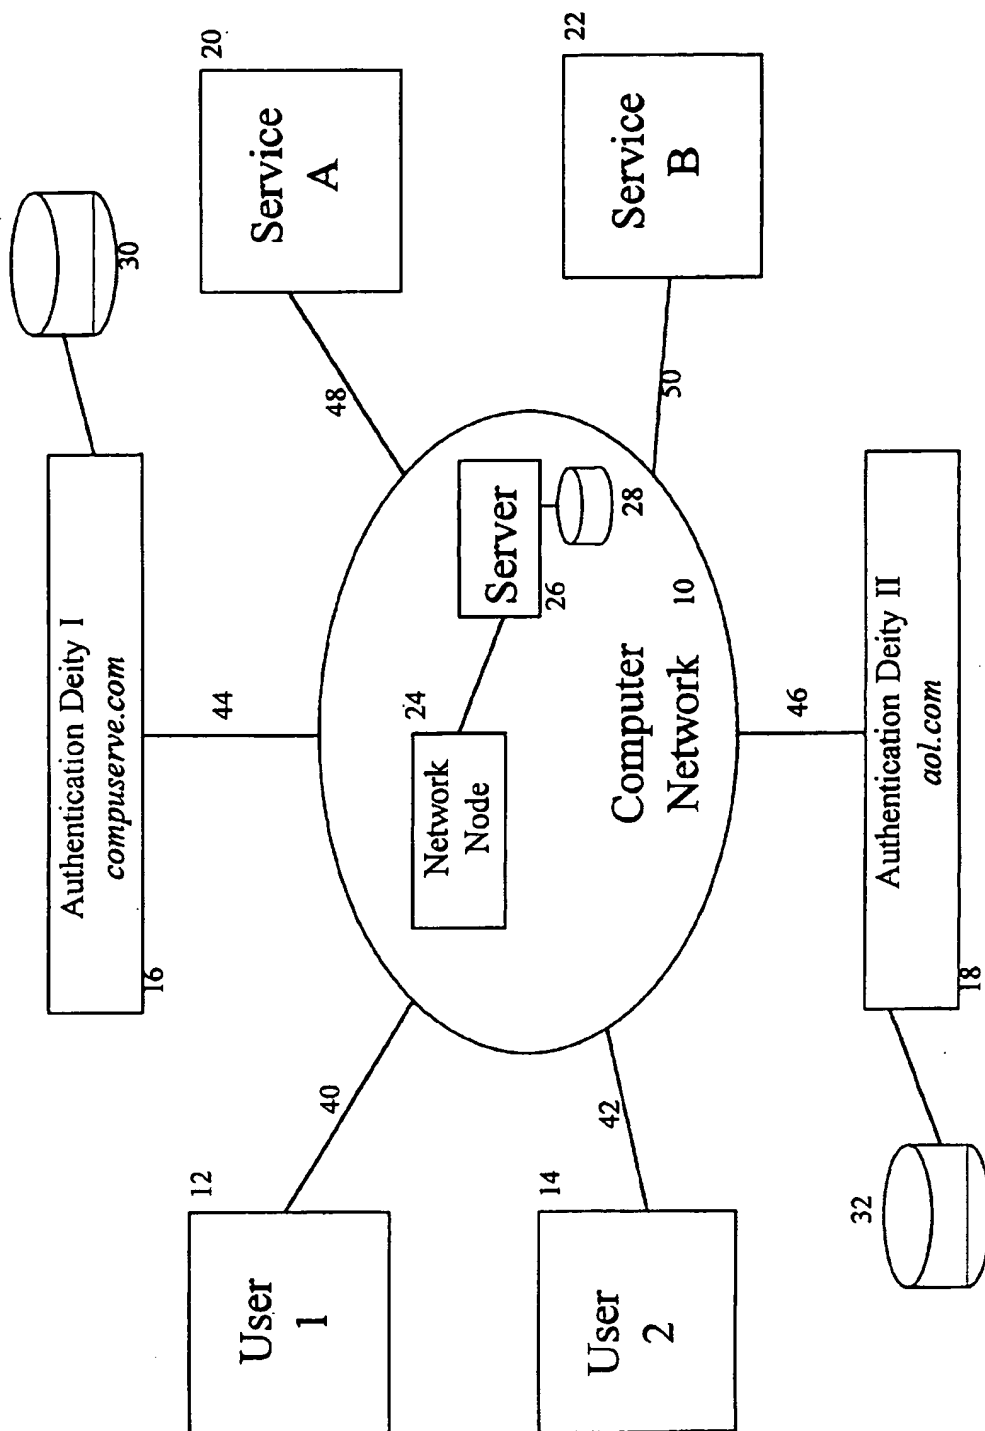 Authentication Deity I
compuserve.com
16
30
44
User
1
12
40
Network
Node
24
Server
26
28
Computer
Network
10
48
Service
A
20
User
2
14
42
50
Service
B
22
46
Authentication Deity II
aol.com
18
32